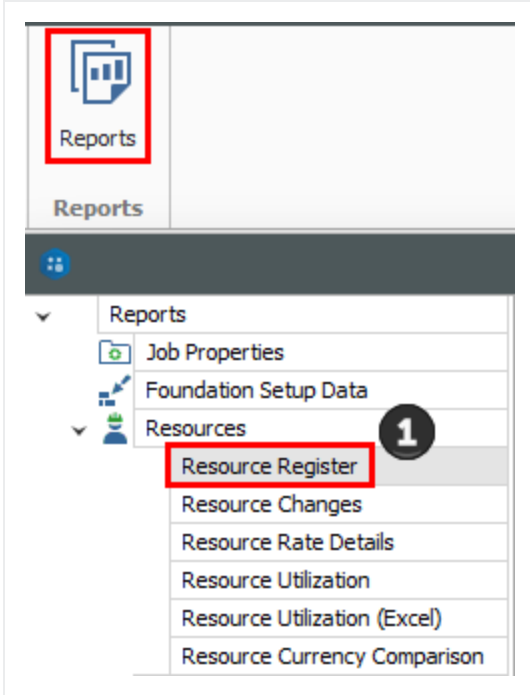 Reports
Reports
Reports
Job Properties
Foundation Setup Data
Resources
1
Resource Register
Resource Changes
Resource Rate Details
Resource Utilization
Resource Utilization (Excel)
Resource Currency Comparison